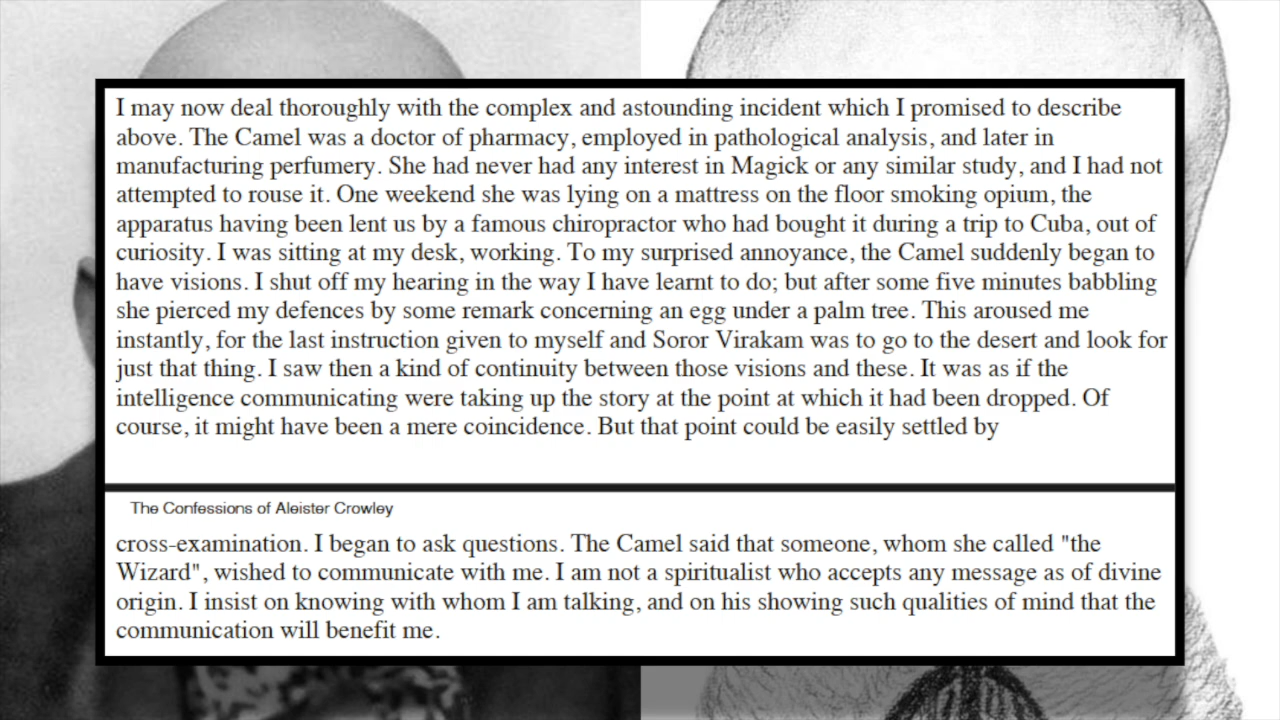 I may now deal thoroughly with the complex and astounding incident which I promised to describe
above. The Camel was a doctor of pharmacy, employed in pathological analysis, and later in
manufacturing perfumery. She had never had any interest in Magick or any similar study, and I had not
attempted to rouse it. One weekend she was lying on a mattress on the floor smoking opium, the
apparatus having been lent us by a famous chiropractor who had bought it during a trip to Cuba, out of
curiosity. I was sitting at my desk, working. To my surprised annoyance, the Camel suddenly began to
have visions. I shut off my hearing in the way I have learnt to do; but after some five minutes babbling
she pierced my defences by some remark concerning an egg under a palm tree. This aroused me
instantly, for the last instruction given to myself and Soror Virakam was to go to the desert and look for
just that thing. I saw then a kind of continuity between those visions and these. It was as if the
intelligence communicating were taking up the story at the point at which it had been dropped. Of
course, it might have been a mere coincidence. But that point could be easily settled by
The Confessions of Aleister Crowley
cross-examination. I began to ask questions. The Camel said that someone, whom she called "the
Wizard", wished to communicate with me. I am not a spiritualist who accepts any message as of divine
origin. I insist on knowing with whom I am talking, and on his showing such qualities of mind that the
communication will benefit me.